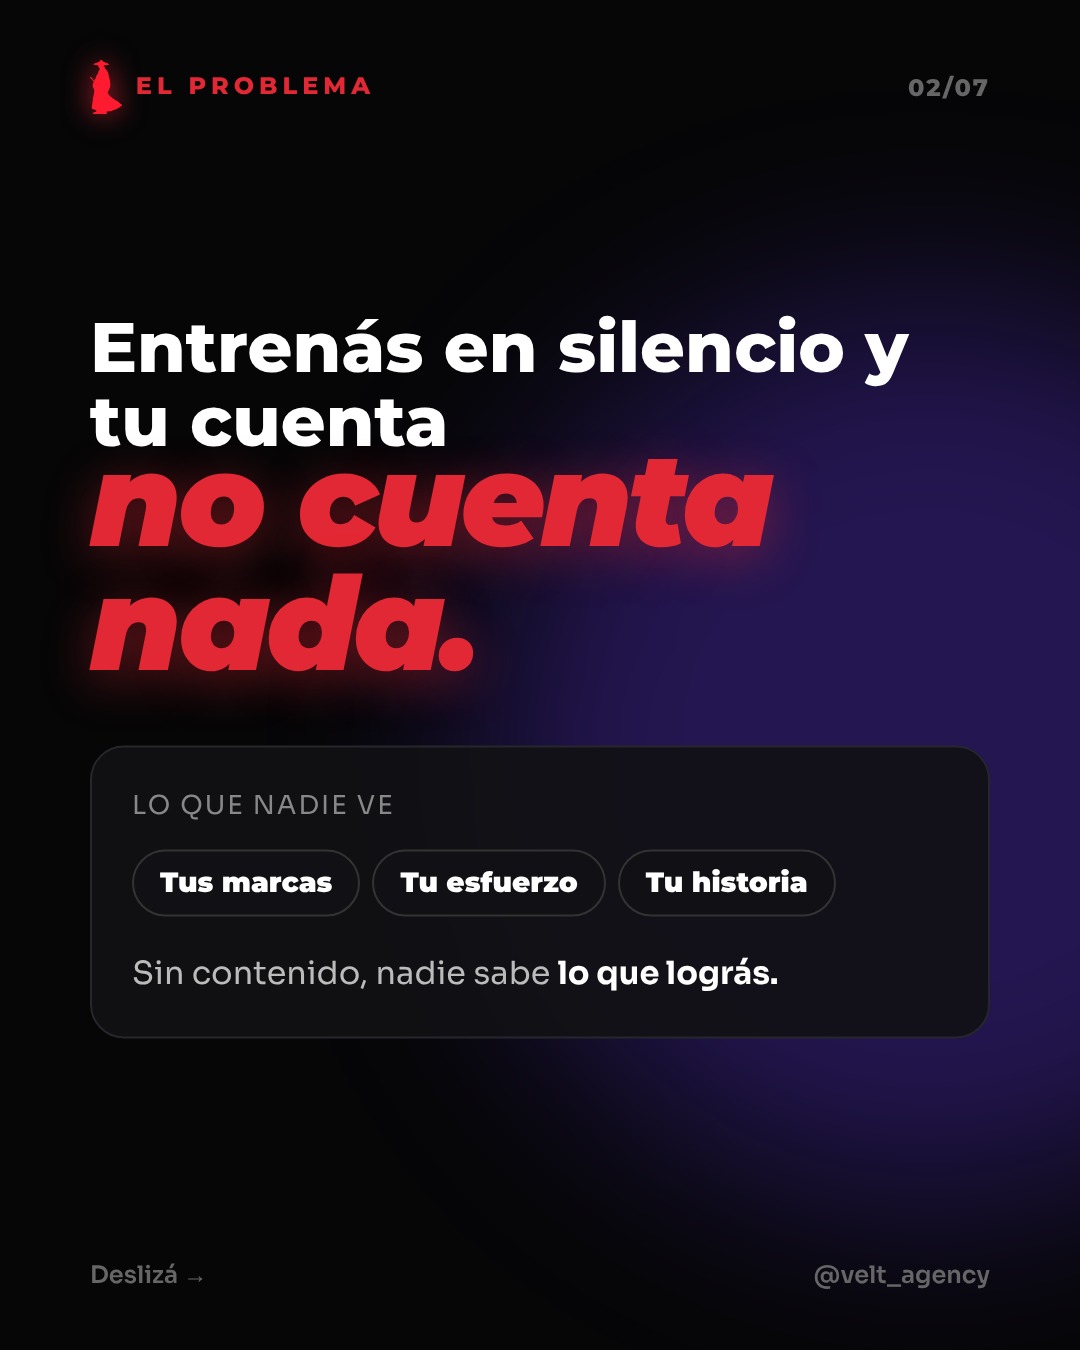 EL PROBLEMA
02/07
Entrenás en silencio y
tu cuenta
no cuenta
nada.
LO QUE NADIE VE
Tus marcas
Tu esfuerzo
Tu historia
Sin contenido, nadie sabe lo que lográs.
Deslizá →
@velt_agency